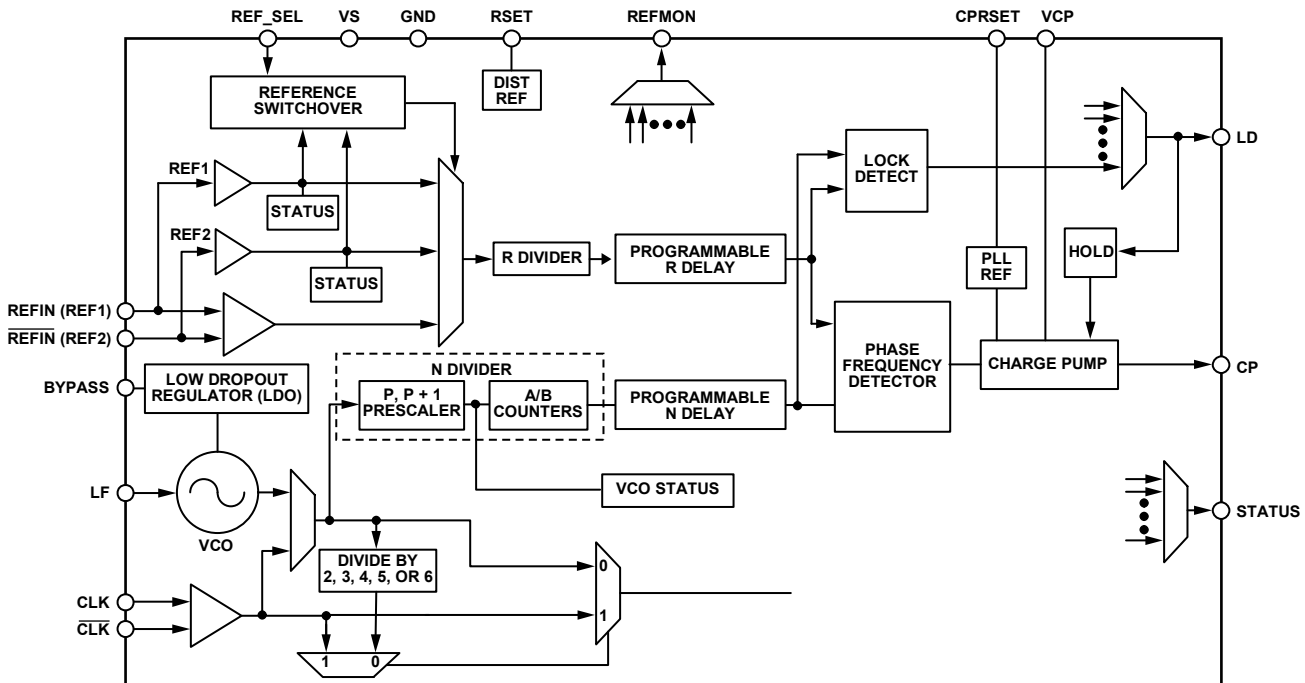 REF_SEL VS GND RSET REFMON CPRSET VCP
REFERENCE
SWITCHOVER
DIST
REF
LD
LOCK
DETECT
REF1
STATUS
REF2
STATUS
R DIVIDER
PROGRAMMABLE
R DELAY
PLL
REF
HOLD
REFIN (REF1)
REFIN (REF2)
PHASE
FREQUENCY
DETECTOR
CHARGE PUMP
CP
BYPASS
LOW DROPOUT
REGULATOR (LDO)
N DIVIDER
P, P + 1
PRESCALER
A/B
COUNTERS
PROGRAMMABLE
N DELAY
LF
VCO
VCO STATUS
STATUS
DIVIDE BY
2, 3, 4, 5, OR 6
0
1
CLK
CLK
1 0